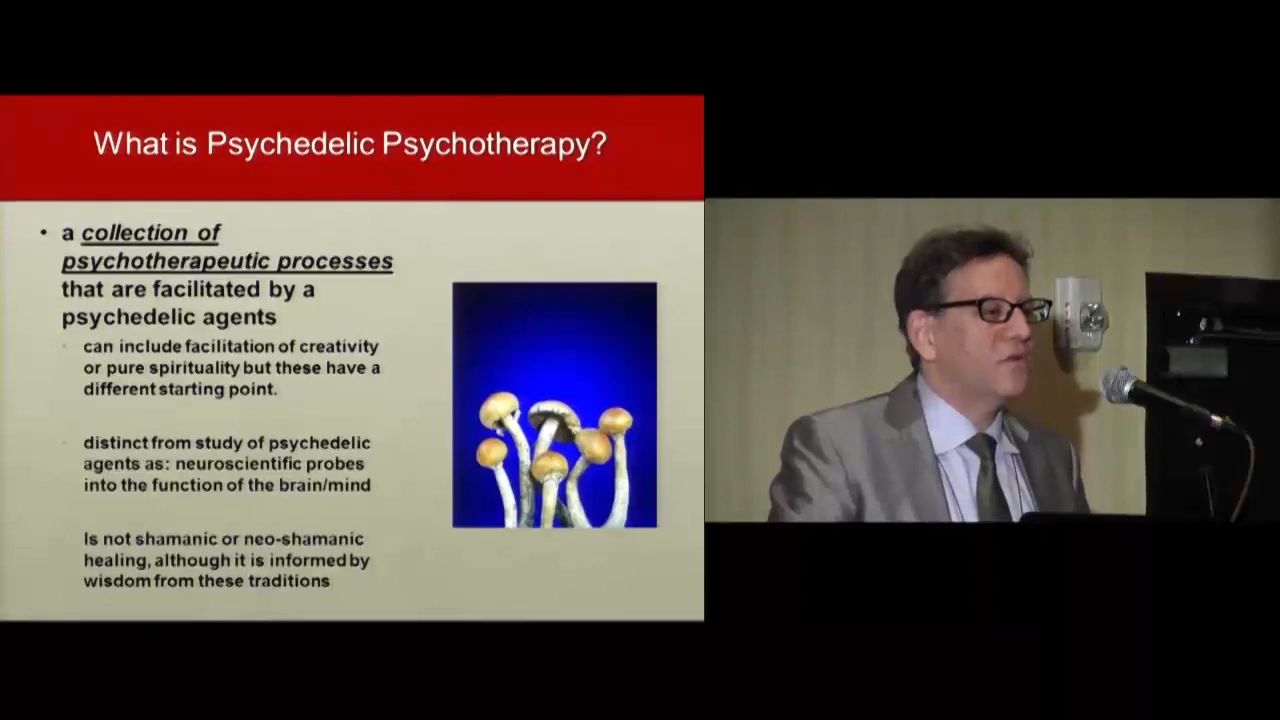 What is Psychedelic Psychotherapy?
• a collection of
psychotherapeutic processes
that are facilitated by a
psychedelic agents
can include facilitation of creativity
or pure spirituality but these have a
different starting point.
distinct from study of psychedelic
agents as: neuroscientific probes
into the function of the brain/mind
Is not shamanic or neo-shamanic
healing, although it is informed by
wisdom from these traditions